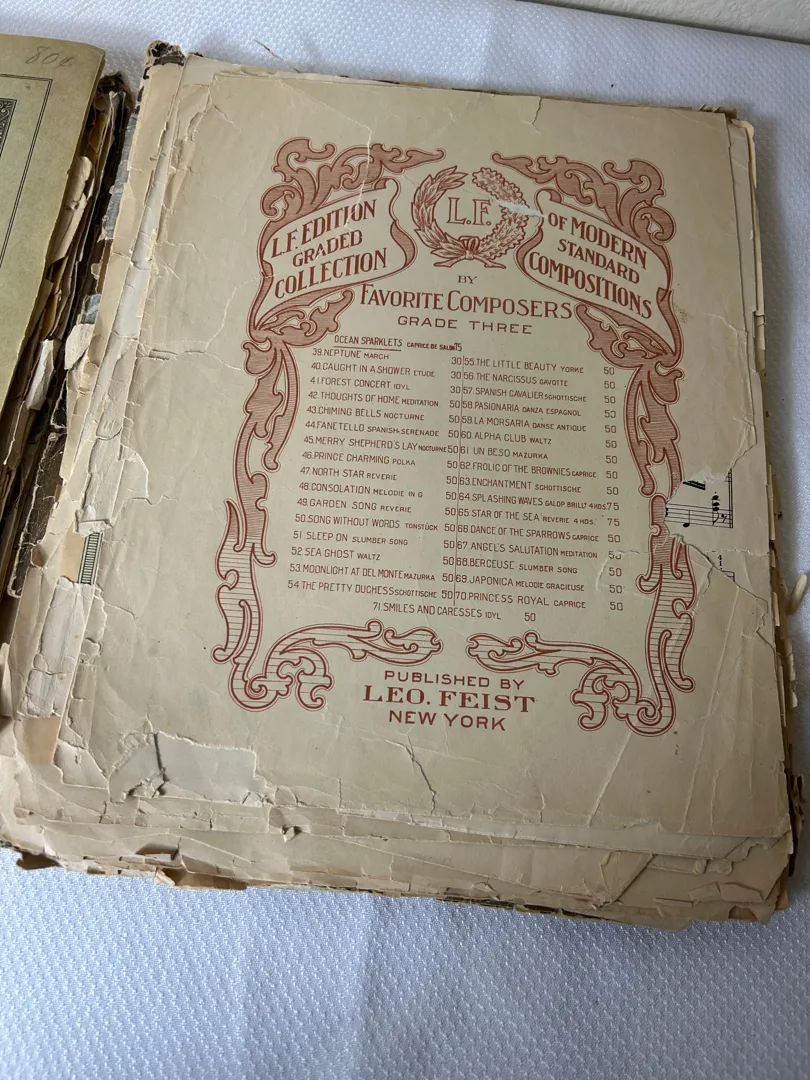 80¢
L.F. EDITION
GRADED
COLLECTION
L.F.
OF MODERN
STANDARD
COMPOSITIONS
BY
FAVORITE COMPOSERS
GRADE THREE
OCEAN SPARKLETS CAPRICE DE SALON 75
39. NEPTUNE MARCH 30
40. CAUGHT IN A SHOWER ETUDE 30
41. FOREST CONCERT IDYL 30
42. THOUGHTS OF HOME MEDITATION 50
43. CHIMING BELLS NOCTURNE 50
44. FANETELLO SPANISH-SERENADE 50
45. MERRY SHEPHERD'S LAY NOCTURNE 50
46. PRINCE CHARMING POLKA 50
47. NORTH STAR REVERIE 50
48. CONSOLATION MELODIE IN G 50
49. GARDEN SONG REVERIE 50
50. SONG WITHOUT WORDS TONSTÜCK 50
51 SLEEP ON SLUMBER SONG 50
52. SEA GHOST WALTZ 50
53. MOONLIGHT AT DEL MONTE MAZURKA 50
54. THE PRETTY DUCHESS SCHOTTISCHE 50
55. THE LITTLE BEAUTY YORKE 50
56. THE NARCISSUS GAVOTTE 50
57. SPANISH CAVALIER SCHOTTISCHE 50
58. PASIONARIA DANZA ESPAGNOL 50
59. LA MORSARIA DANSE ANTIQUE 50
60. ALPHA CLUB WALTZ 50
61 UN BESO MAZURKA 50
62 FROLIC OF THE BROWNIES CAPRICE 50
63. ENCHANTMENT SCHOTTISCHE 50
64. SPLASHING WAVES GALOP BRILLT 4 HDS. 75
65. STAR OF THE SEA REVERIE 4 HDS. 75
66. DANCE OF THE SPARROWS CAPRICE 50
67. ANGEL'S SALUTATION MEDITATION 50
68. BERCEUSE SLUMBER SONG 50
69. JAPONICA MELODIE GRACIEUSE 50
70. PRINCESS ROYAL CAPRICE 50
71. SMILES AND CARESSES IDYL 50
PUBLISHED BY
LEO. FEIST
NEW YORK